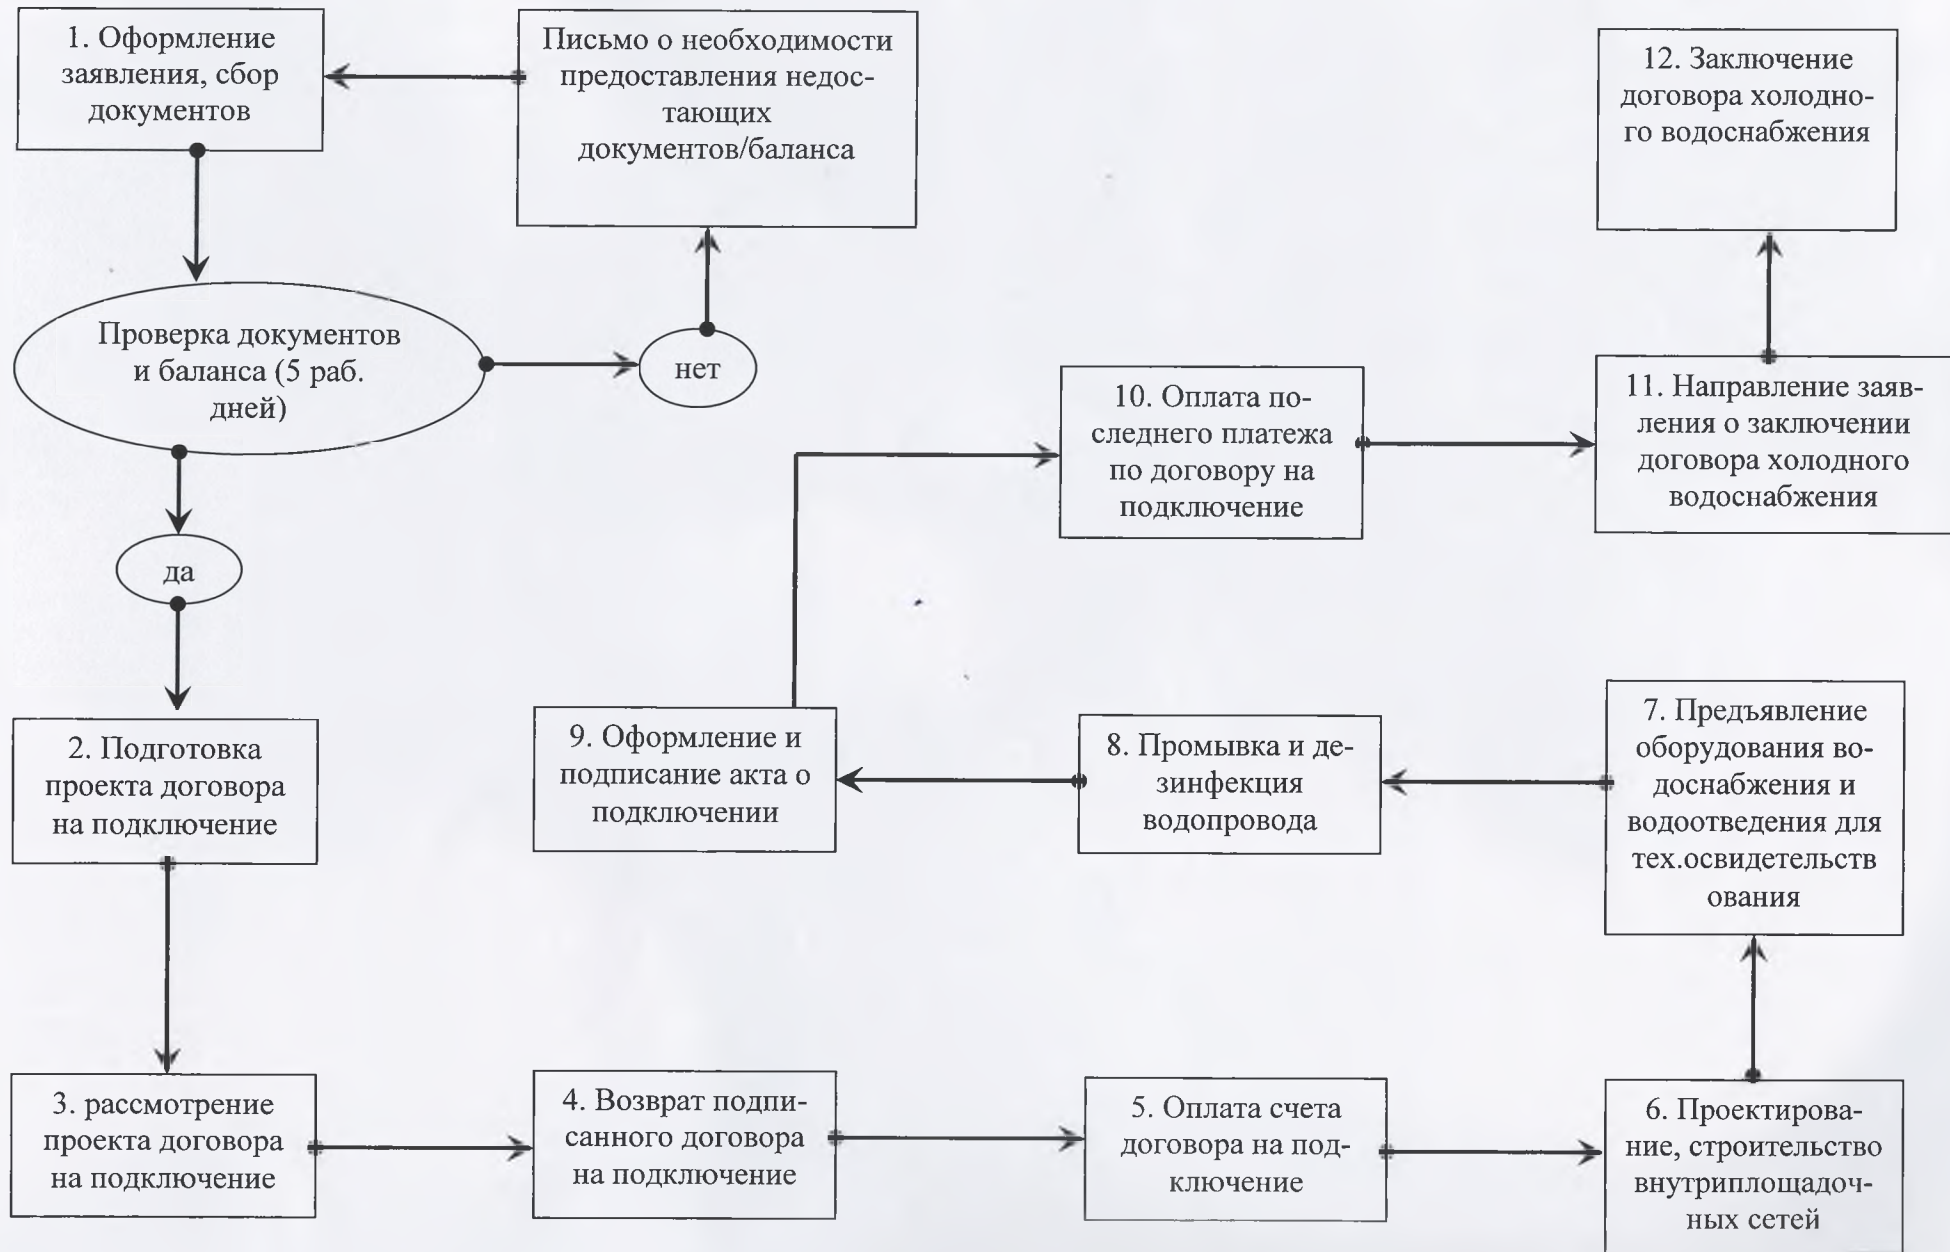 1. Оформление
заявления, сбор
документов
Письмо о необходимости
предоставления недос-
тающих
документов/баланса
12. Заключение
договора холодно-
го водоснабжения
Проверка документов
и баланса (5 раб.
дней)
нет
да
10. Оплата по-
следнего платежа
по договору на
подключение
11. Направление заяв-
ления о заключении
договора холодного
водоснабжения
2. Подготовка
проекта договора
на подключение
9. Оформление и
подписание акта о
подключении
8. Промывка и де-
зинфекция
водопровода
7. Предъявление
оборудования во-
доснабжения и
водоотведения для
тех.освидетельств
ования
3. рассмотрение
проекта договора
на подключение
4. Возврат подпи-
санного договора
на подключение
5. Оплата счета
договора на под-
ключение
6. Проектирова-
ние, строительство
внутриплощадоч-
ных сетей